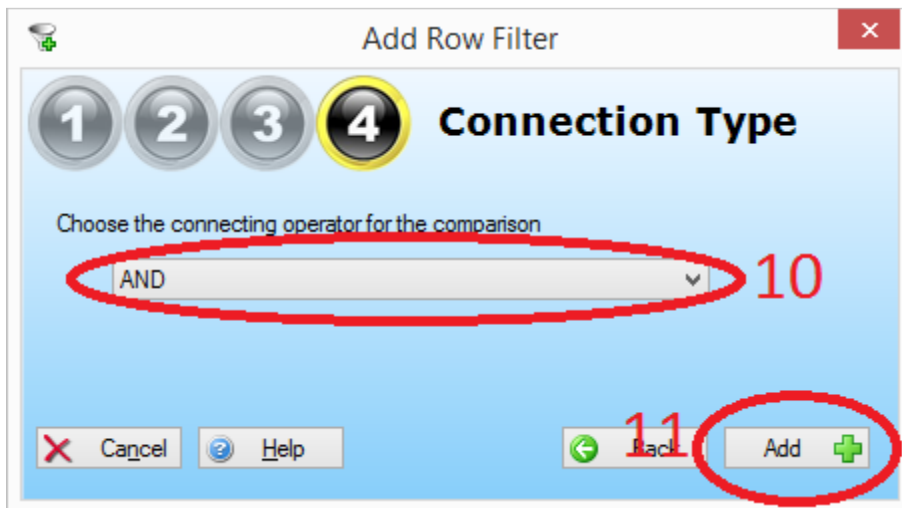 Add Row Filter
1 2 3 4 Connection Type
Choose the connecting operator for the comparison
AND
10
Cancel Help 11 Back Add